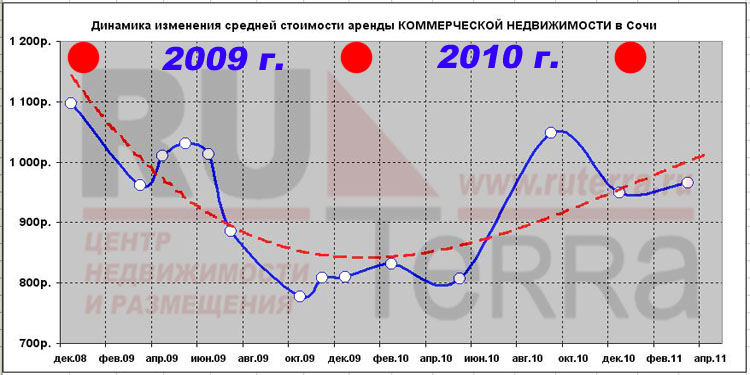 Динамика изменения средней стоимости аренды КОММЕРЧЕСКОЙ НЕДВИЖИМОСТИ в Сочи
1 200р.
2009 г.
2010 г.
1 100р.
1 000р.
RU
www.ruterra.ru
900р.
Terra
ЦЕНТР
НЕДВИЖИМОСТИ
И РАЗМЕЩЕНИЯ
800р.
700р.
дек.08 фев.09 апр.09 июн.09 окт.09 дек.09 фев.10 апр.10 июн.10 авг.10 окт.10 дек.10 фев.11 апр.11